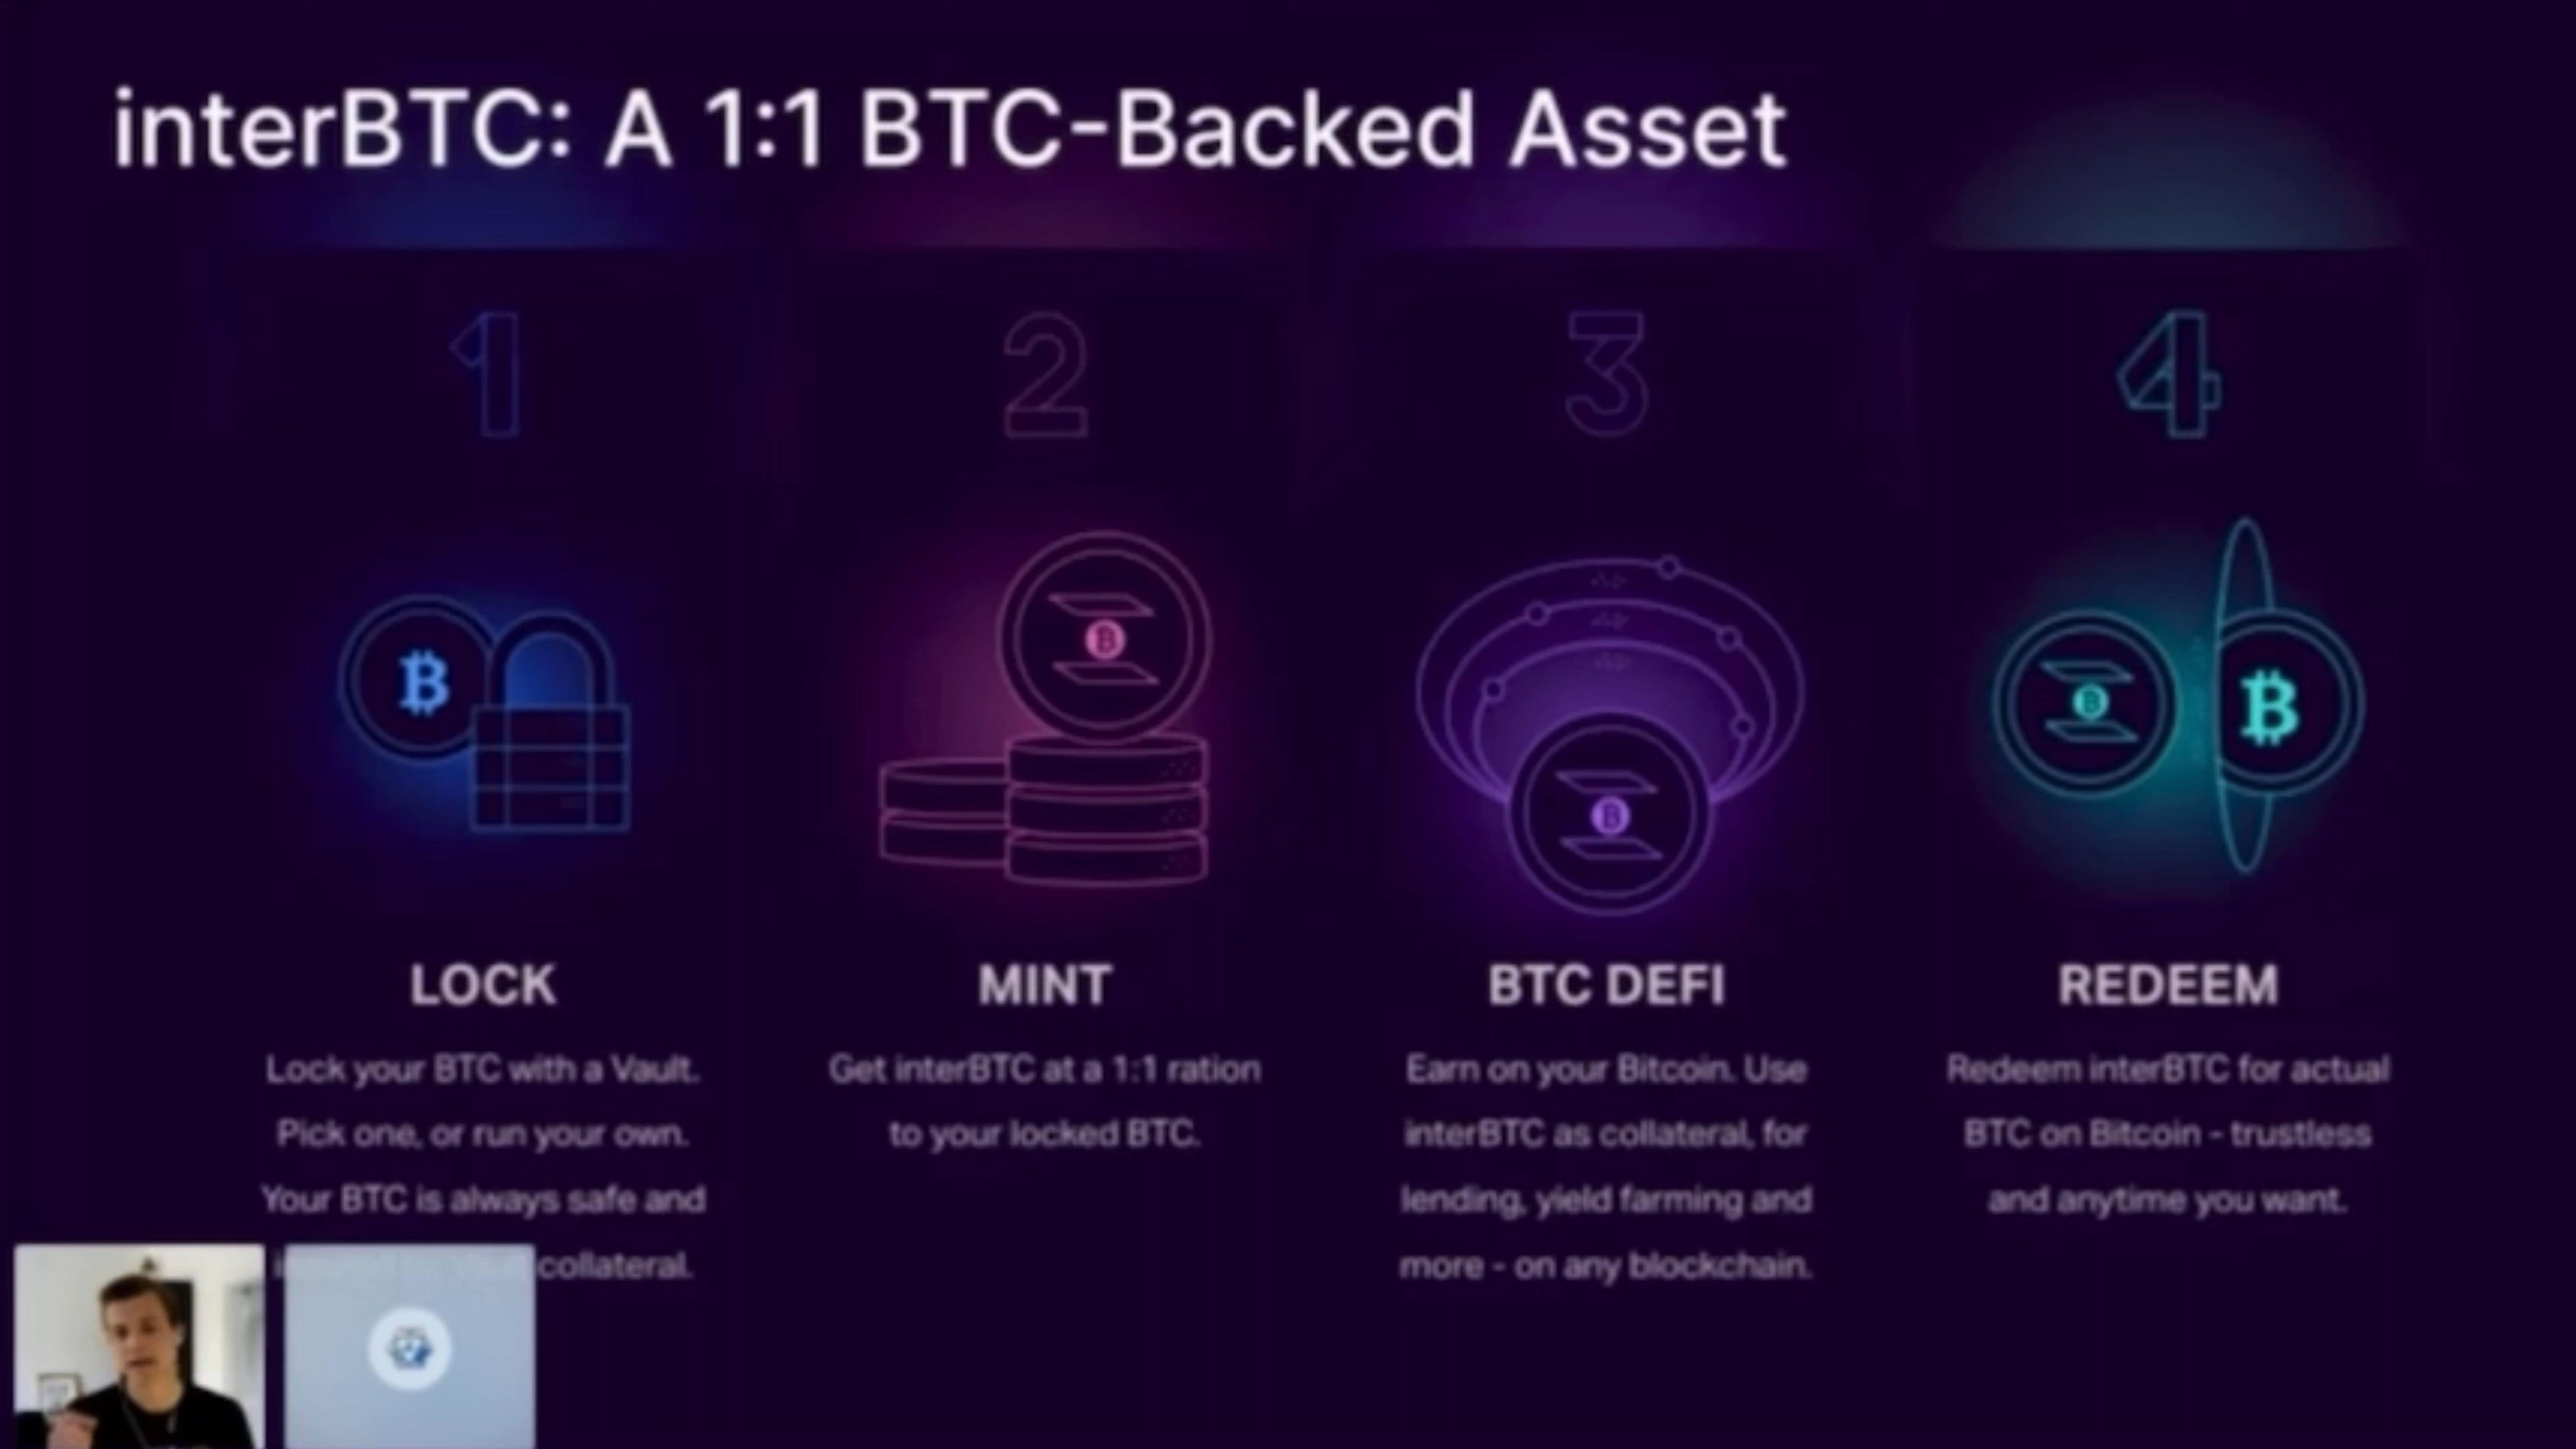 interBTC: A 1:1 BTC-Backed Asset
1
2
3
4
LOCK
Lock your BTC with a Vault.
Pick one, or run your own.
Your BTC is always safe and
collateral.
MINT
Get interBTC at a 1:1 ration
to your locked BTC.
BTC DEFI
Earn on your Bitcoin. Use
interBTC as collateral, for
lending, yield farming and
more - on any blockchain.
REDEEM
Redeem interBTC for actual
BTC on Bitcoin - trustless
and anytime you want.